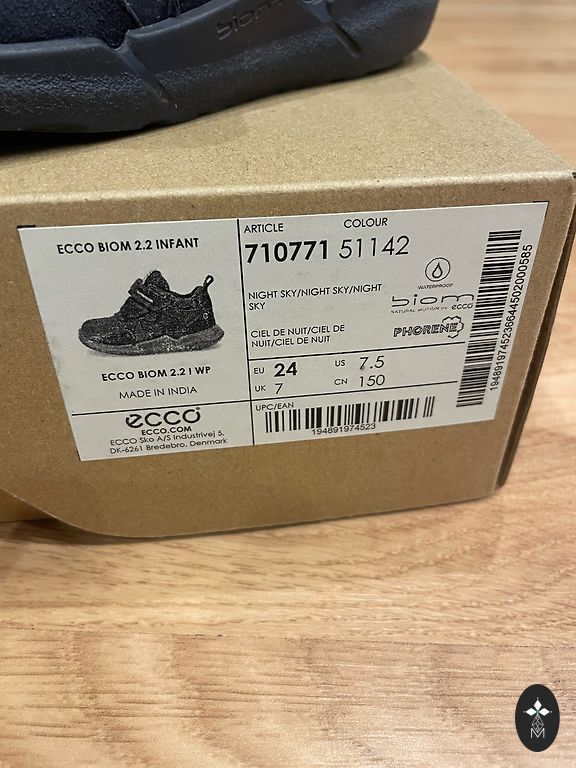 biom
ECCO BIOM 2.2 INFANT
ECCO BIOM 2.2 I WP
MADE IN INDIA
ecco
ECCO.COM
ECCO Sko A/S Industrivej 5,
DK-6261 Bredebro, Denmark
ARTICLE COLOUR
710771 51142
NIGHT SKY/NIGHT SKY/NIGHT
SKY
CIEL DE NUIT/CIEL DE
NUIT/CIEL DE NUIT
WATERPROOF
biom
NATURAL MOTION by ecco
PHORENE
EU 24 US 7.5
UK 7 CN 150
UPC/EAN
194891974523
1948919745236644502000585
M